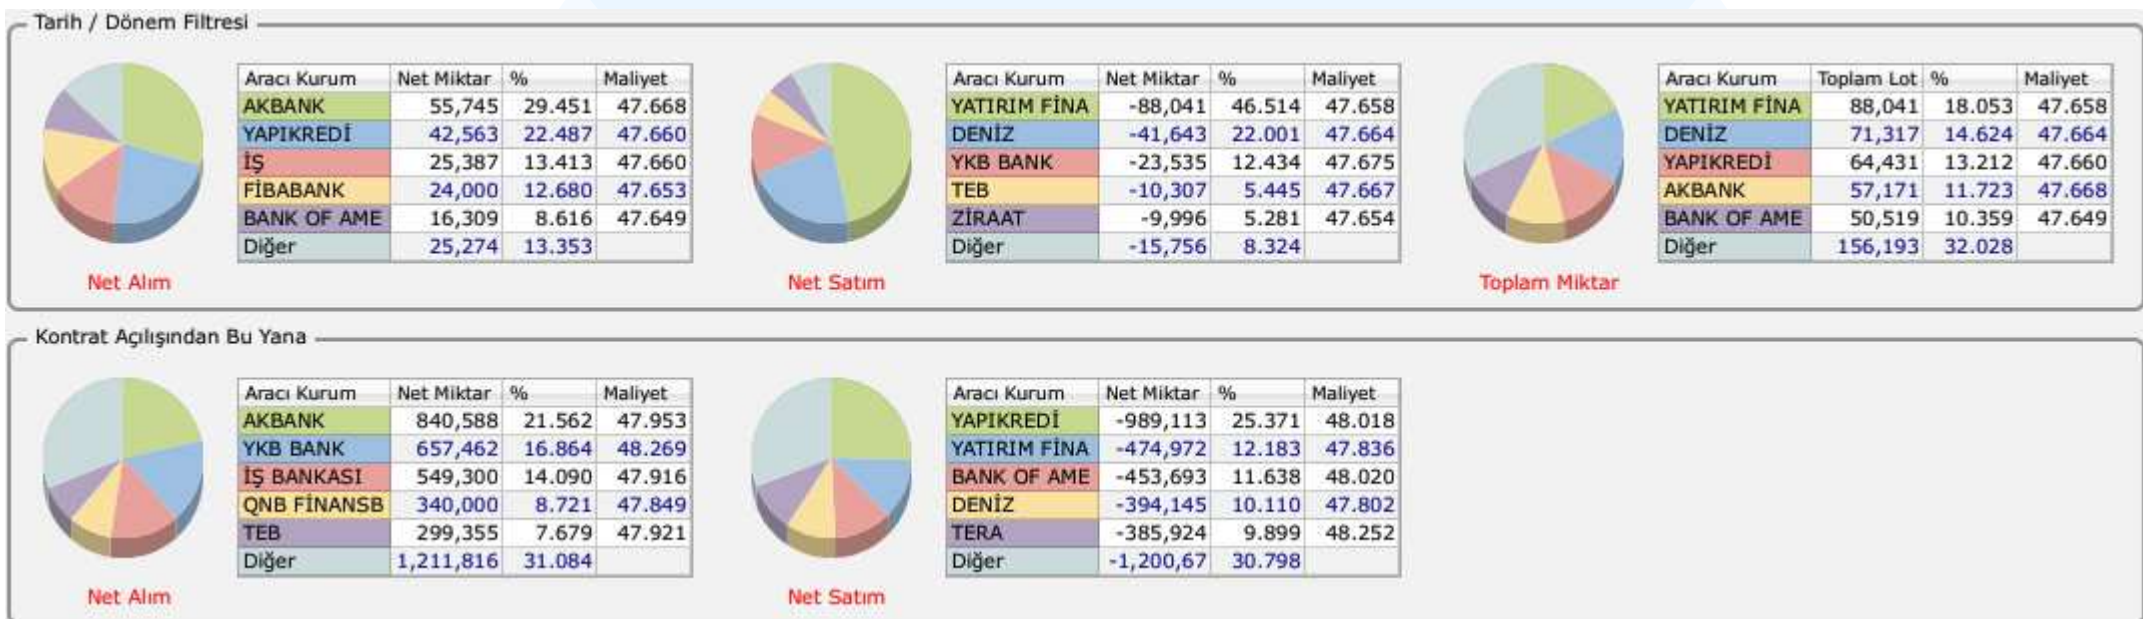 Tarih / Dönem Filtresi
Aracı Kurum Net Miktar % Maliyet
AKBANK 55,745 29.451 47.668
YAPIKREDİ 42,563 22.487 47.660
İŞ 25,387 13.413 47.660
FİBABANK 24,000 12.680 47.653
BANK OF AME 16,309 8.616 47.649
Diğer 25,274 13.353
Net Alım
Aracı Kurum Net Miktar % Maliyet
YATIRIM FİNA -88,041 46.514 47.658
DENİZ -41,643 22.001 47.664
YKB BANK -23,535 12.434 47.675
TEB -10,307 5.445 47.667
ZİRAAT -9,996 5.281 47.654
Diğer -15,756 8.324
Net Satım
Aracı Kurum Toplam Lot % Maliyet
YATIRIM FİNA 88,041 18.053 47.658
DENİZ 71,317 14.624 47.664
YAPIKREDİ 64,431 13.212 47.660
AKBANK 57,171 11.723 47.668
BANK OF AME 50,519 10.359 47.649
Diğer 156,193 32.028
Toplam Miktar
Kontrat Açılışından Bu Yana
Aracı Kurum Net Miktar % Maliyet
AKBANK 840,588 21.562 47.953
YKB BANK 657,462 16.864 48.269
İŞ BANKASI 549,300 14.090 47.916
QNB FİNANSB 340,000 8.721 47.849
TEB 299,355 7.679 47.921
Diğer 1,211,816 31.084
Net Alım
Aracı Kurum Net Miktar % Maliyet
YAPIKREDİ -989,113 25.371 48.018
YATIRIM FİNA -474,972 12.183 47.836
BANK OF AME -453,693 11.638 48.020
DENİZ -394,145 10.110 47.802
TERA -385,924 9.899 48.252
Diğer -1,200,67 30.798
Net Satım